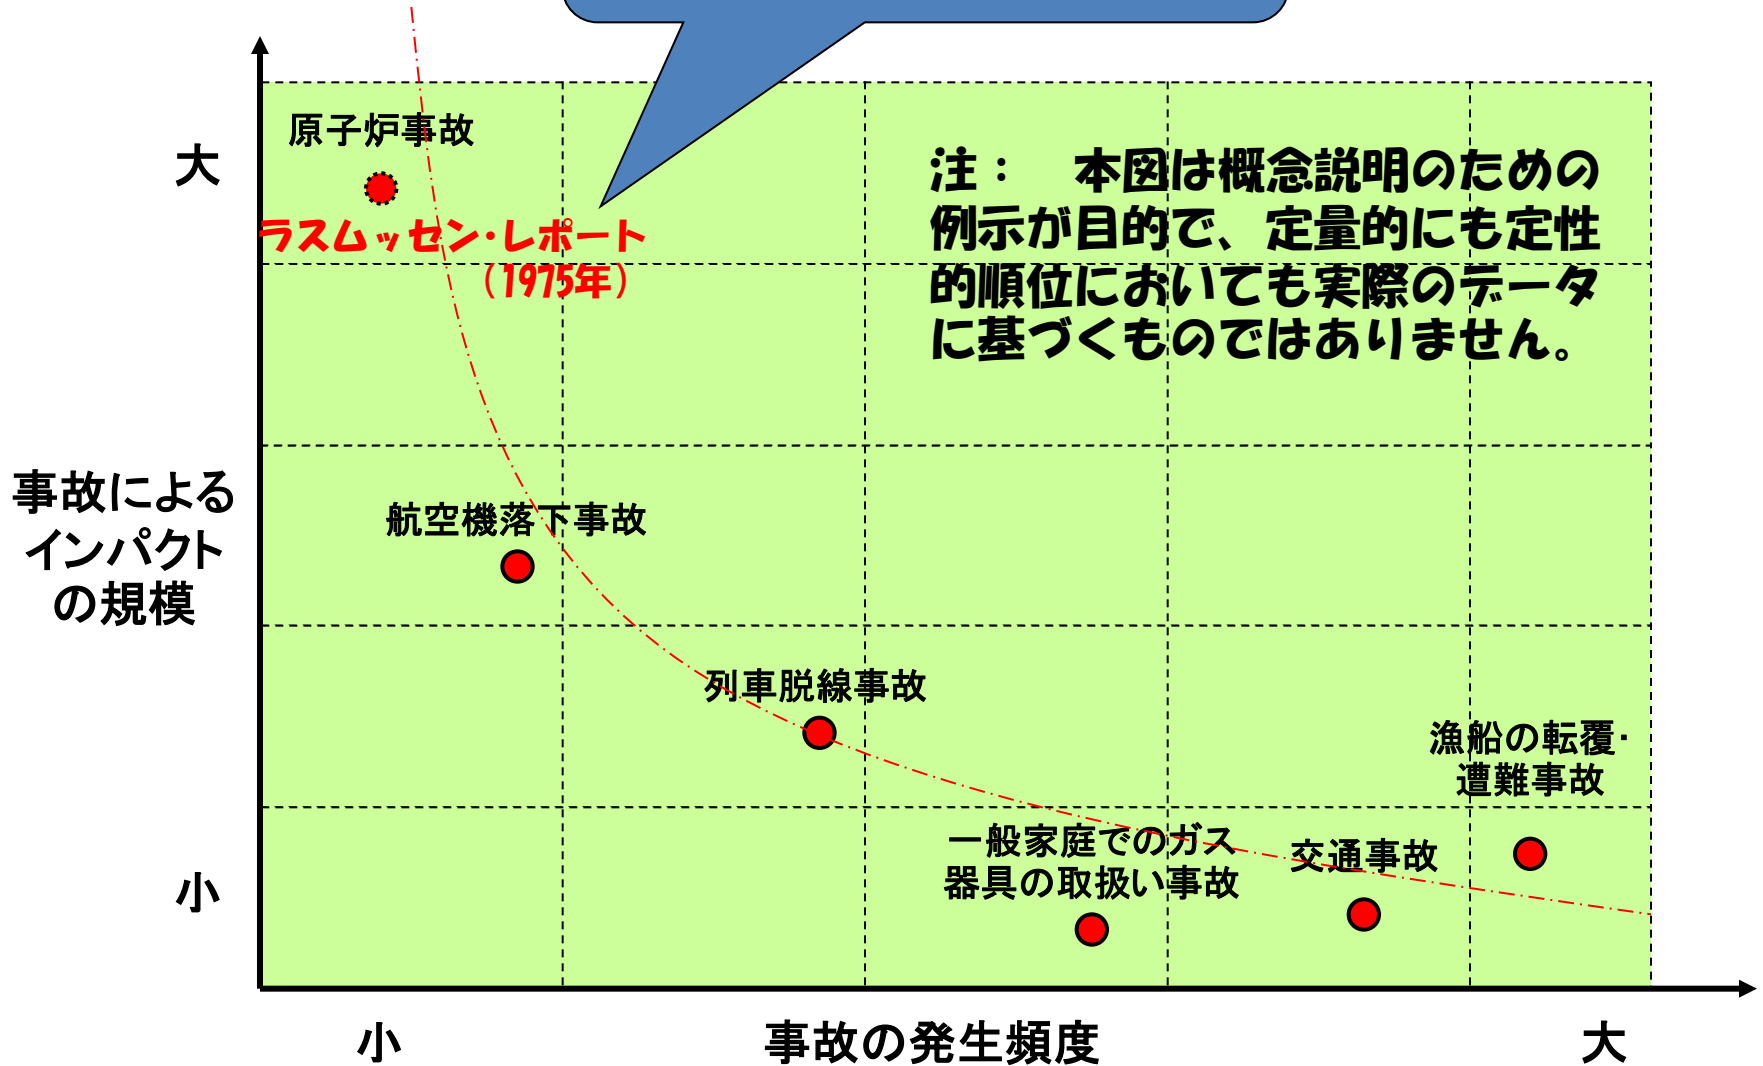 原子炉事故
大
ラスムッセン・レポート
（1975年）
注：　本図は概念説明のための
例示が目的で、定量的にも定性
的順位においても実際のデータ
に基づくものではありません。
事故による
インパクト
の規模
航空機落下事故
列車脱線事故
漁船の転覆・
遭難事故
一般家庭でのガス
器具の取扱い事故
交通事故
小
小
事故の発生頻度
大